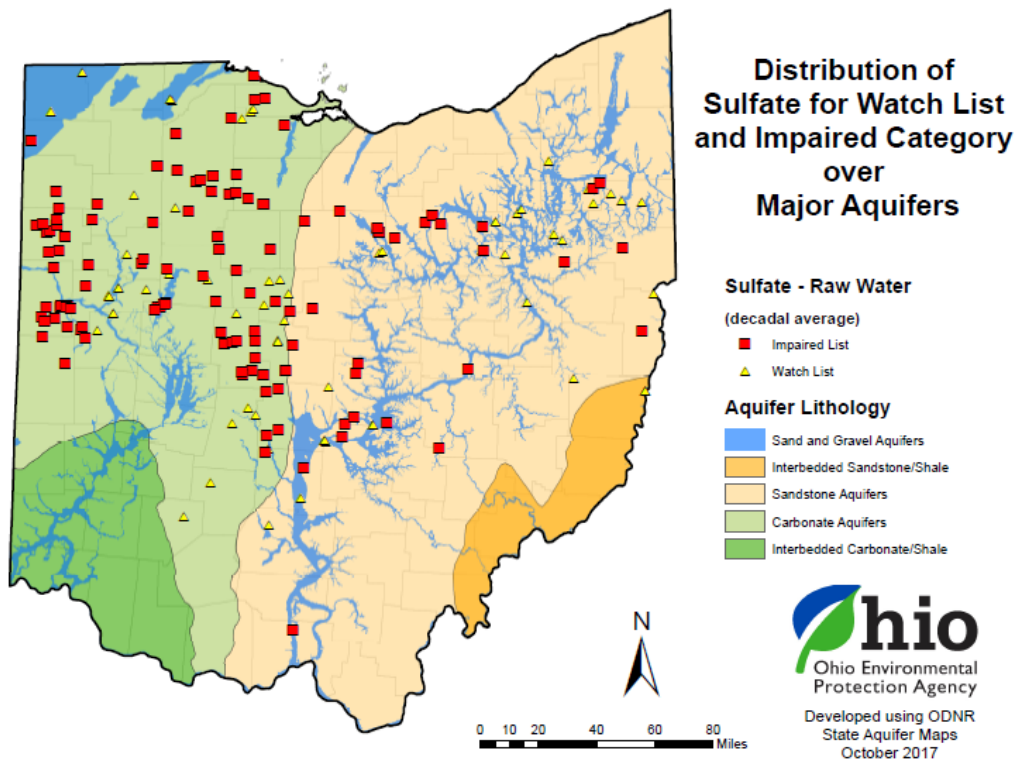 Distribution of
Sulfate for Watch List
and Impaired Category
over
Major Aquifers
Sulfate - Raw Water
(decadal average)
Impaired List
Watch List
Aquifer Lithology
Sand and Gravel Aquifers
Interbedded Sandstone/Shale
Sandstone Aquifers
Carbonate Aquifers
Interbedded Carbonate/Shale
N
0 10 20 40 60 80
Miles
Ohio
Ohio Environmental
Protection Agency
Developed using ODNR
State Aquifer Maps
October 2017